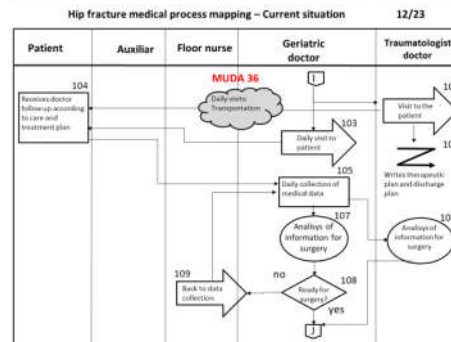 Hip fracture medical process mapping – Current situation 12/23
Patient
Auxiliar
Floor nurse
Geriatric
doctor
Traumatologist
doctor
104
Receives doctor
follow up according
to care and
treatment plan
MUDA 36
Daily visits:
Transportation
I
Visit to the
patient
103
Daily visit to
patient
Writes therapeutic
plan and discharge
plan
105
Daily collection of
medical data
107
Analisys of
information for
surgery
Analisys of
information for
surgery
109
Back to data
collection
no
108
Ready for
surgery?
yes
J